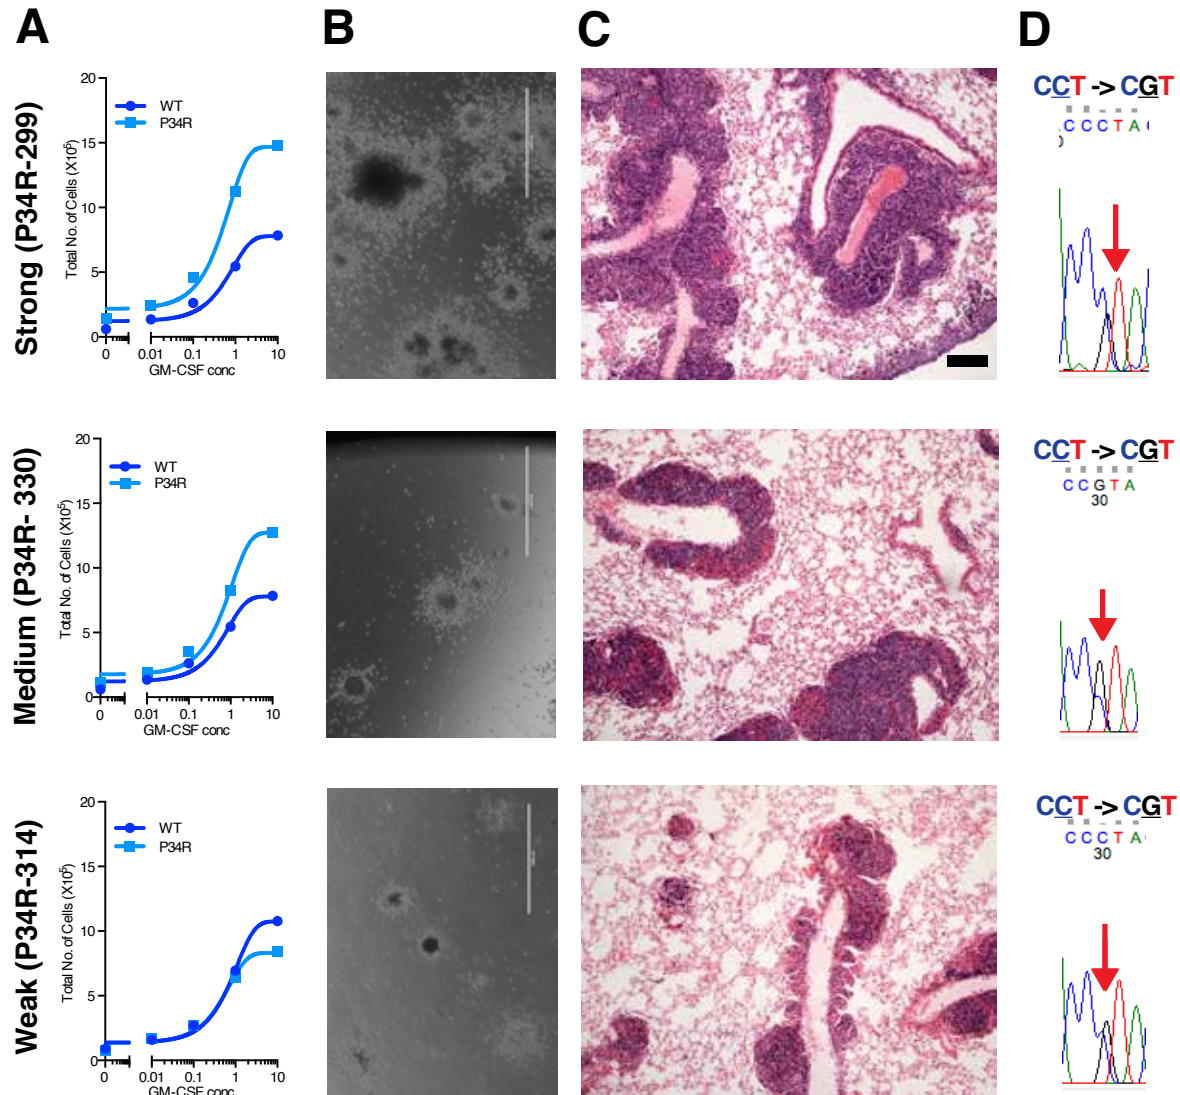 A
B
C
D
Strong (P34R-299)
20
15
10
5
0
Total No. of Cells (X10⁵)
WT
P34R
0
0.01
0.1
1
10
GM-CSF conc
CCT -> CGT
C C C T A
Medium (P34R- 330)
20
15
10
5
0
Total No. of Cells (X10⁵)
WT
P34R
0
0.01
0.1
1
10
GM-CSF conc
CCT -> CGT
C C G T A
30
Weak (P34R-314)
20
15
10
5
0
Total No. of Cells (X10⁵)
WT
P34R
0
0.01
0.1
1
10
GM-CSF conc
CCT -> CGT
C C C T A
30